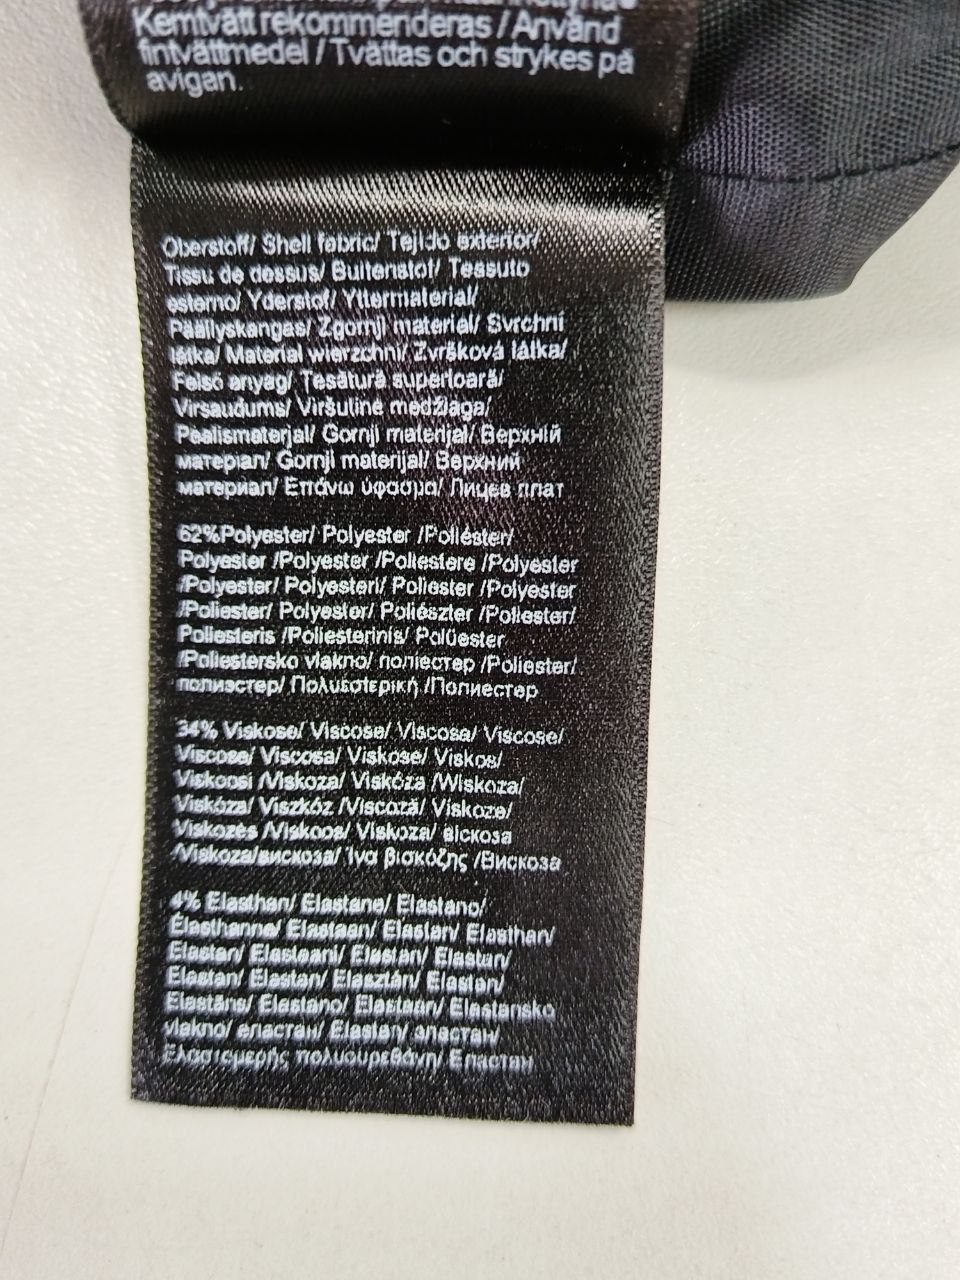 Kemtvätt rekommenderas / Använd
fintvättmedel / Tvättas och strykes på
avigan.
Oberstoff/ Shell fabric/ Tejido exterior/
Tissu de dessus/ Buitenstof/ Tessuto
esterno/ Yderstof/ Yttermaterial/
Päällyskangas/ Zgornji material/ Svrchní
látka/ Materiał wierzchni/ Zvršková látka/
Felső anyag/ Țesătură superioară/
Virsaudums/ Viršutinė medžiaga/
Pealismaterjal/ Gornji materijal/ Верхній
матеріал/ Gornji materijal/ Верхний
материал/ Επάνω ύφασμα/ Лицев плат
62%Polyester/ Polyester /Poliéster/
Polyester /Polyester /Poliestere /Polyester
/Polyester/ Polyesteri/ Poliester /Polyester
/Poliester/ Polyester/ Poliészter /Poliester/
Poliesteris /Poliesterinis/ Polüester
/Poliestersko vlakno/ поліестер /Poliester/
полиэстер/ Πολυεστερική /Полиестер
34% Viskose/ Viscose/ Viscosa/ Viscose/
Viscose/ Viscosa/ Viskose/ Viskos/
Viskoosi /Viskoza/ Viskóza /Wiskoza/
Viskóza/ Viszkóz /Viscoză/ Viskoze/
Viskozės /Viskoos/ Viskoza/ віскоза
/Viskoza/вискоза/ Ίνα βισκόζης /Вискоза
4% Elasthan/ Elastane/ Elastano/
Élasthanne/ Elastaan/ Elastan/ Elasthan/
Elastan/ Elastaani/ Elastan/ Elastan/
Elastan/ Elastan/ Elasztán/ Elastan/
Elastāns/ Elastano/ Elastaan/ Elastansko
vlakno/ еластан/ Elastan/ эластан/
Ελαστομερής πολυουρεθάνη/ Еластан